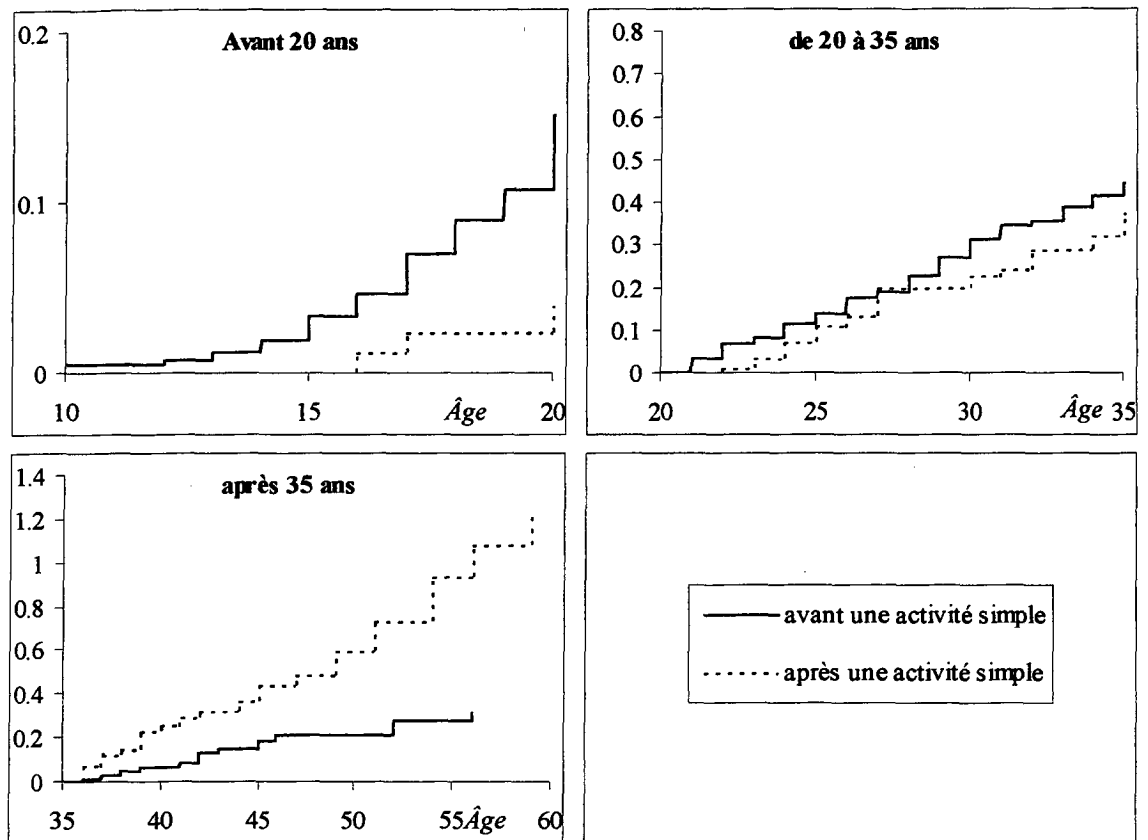 Avant 20 ans
0.2
0.1
0
10 15 Âge 20
de 20 à 35 ans
0.8
0.7
0.6
0.5
0.4
0.3
0.2
0.1
0
20 25 30 Âge 35
après 35 ans
1.4
1.2
1
0.8
0.6
0.4
0.2
0
35 40 45 50 55 Âge 60
avant une activité simple
après une activité simple